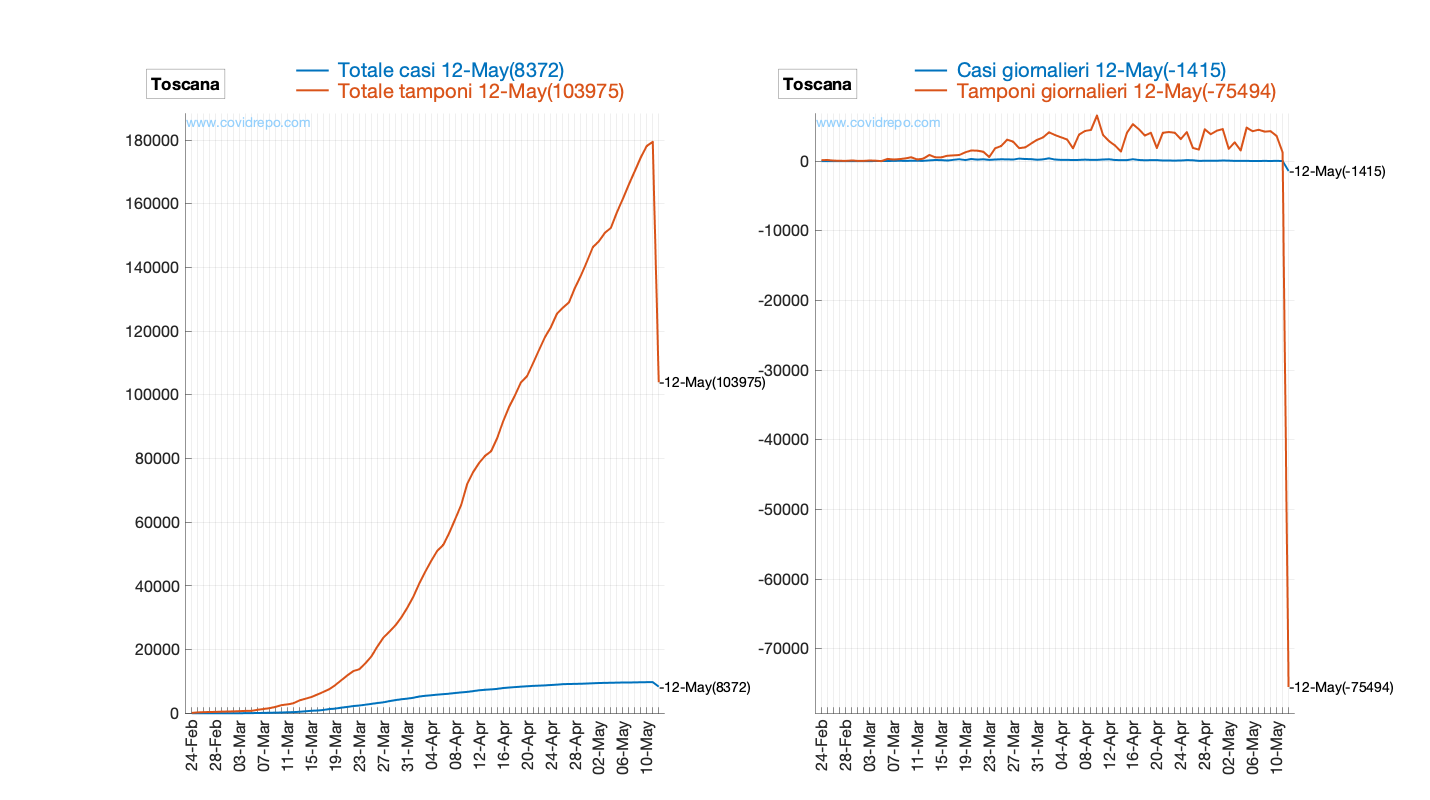 Toscana
Totale casi 12-May(8372)
Totale tamponi 12-May(103975)
www.covidrepo.com
180000
160000
140000
120000
100000
80000
60000
40000
20000
0
-12-May(103975)
-12-May(8372)
24-Feb
28-Feb
03-Mar
07-Mar
11-Mar
15-Mar
19-Mar
23-Mar
27-Mar
31-Mar
04-Apr
08-Apr
12-Apr
16-Apr
20-Apr
24-Apr
28-Apr
02-May
06-May
10-May
Toscana
Casi giornalieri 12-May(-1415)
Tamponi giornalieri 12-May(-75494)
www.covidrepo.com
0
-10000
-20000
-30000
-40000
-50000
-60000
-70000
-12-May(-1415)
-12-May(-75494)
24-Feb
28-Feb
03-Mar
07-Mar
11-Mar
15-Mar
19-Mar
23-Mar
27-Mar
31-Mar
04-Apr
08-Apr
12-Apr
16-Apr
20-Apr
24-Apr
28-Apr
02-May
06-May
10-May